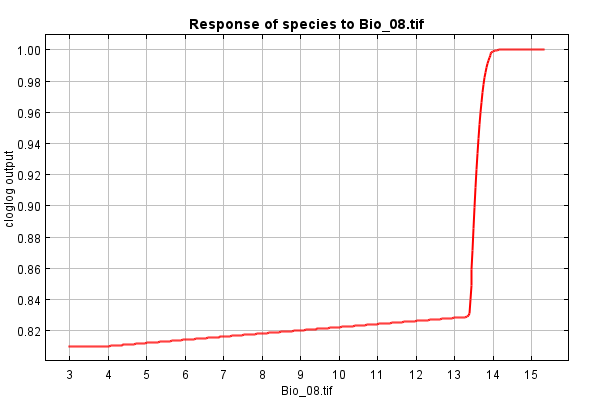 Response of species to Bio_08.tif
cloglog output
1.00
0.98
0.96
0.94
0.92
0.90
0.88
0.86
0.84
0.82
3 4 5 6 7 8 9 10 11 12 13 14 15
Bio_08.tif